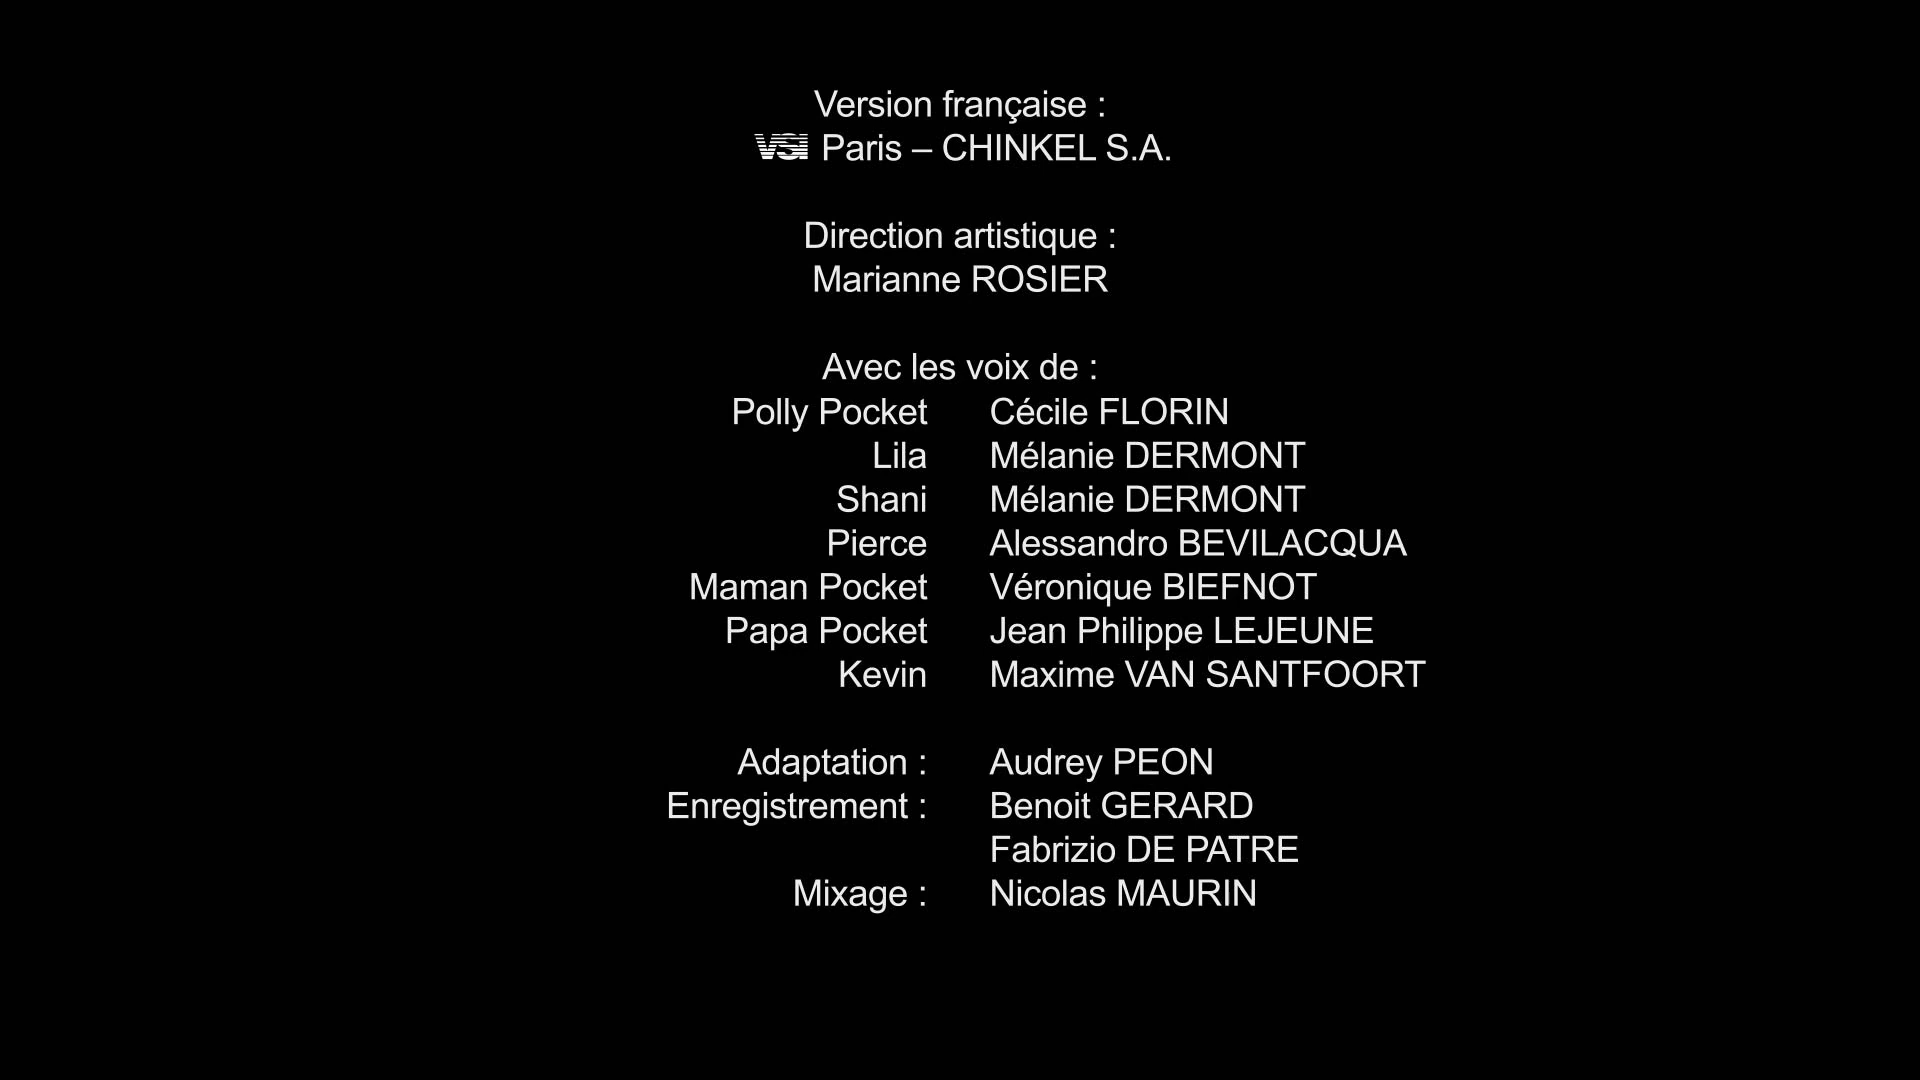 Version française :
VSI Paris – CHINKEL S.A.
Direction artistique :
Marianne ROSIER
Avec les voix de :
Polly Pocket Cécile FLORIN
Lila Mélanie DERMONT
Shani Mélanie DERMONT
Pierce Alessandro BEVILACQUA
Maman Pocket Véronique BIEFNOT
Papa Pocket Jean Philippe LEJEUNE
Kevin Maxime VAN SANTFOORT
Adaptation : Audrey PEON
Enregistrement : Benoit GERARD
Fabrizio DE PATRE
Mixage : Nicolas MAURIN